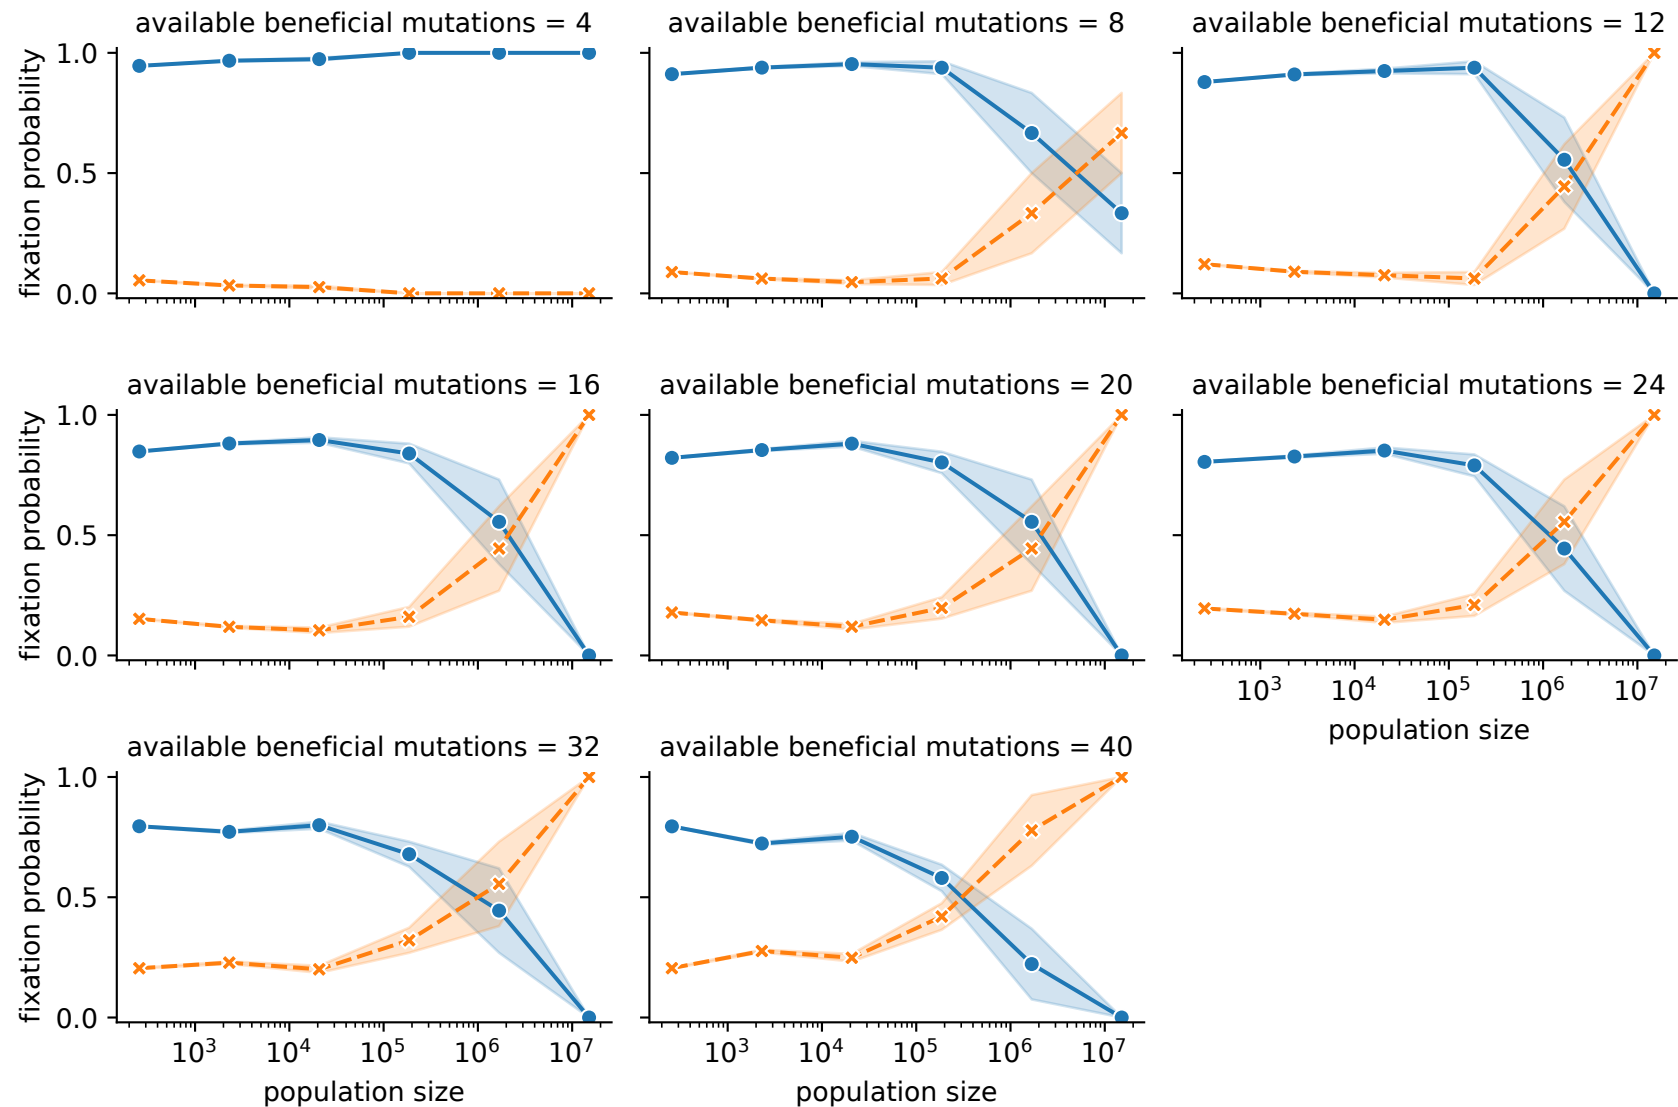 available beneficial mutations = 4
available beneficial mutations = 8
available beneficial mutations = 12
fixation probability
1.0
0.5
0.0
available beneficial mutations = 16
available beneficial mutations = 20
available beneficial mutations = 24
fixation probability
1.0
0.5
0.0
10³ 10⁴ 10⁵ 10⁶ 10⁷
population size
available beneficial mutations = 32
available beneficial mutations = 40
fixation probability
1.0
0.5
0.0
10³ 10⁴ 10⁵ 10⁶ 10⁷
10³ 10⁴ 10⁵ 10⁶ 10⁷
population size
population size